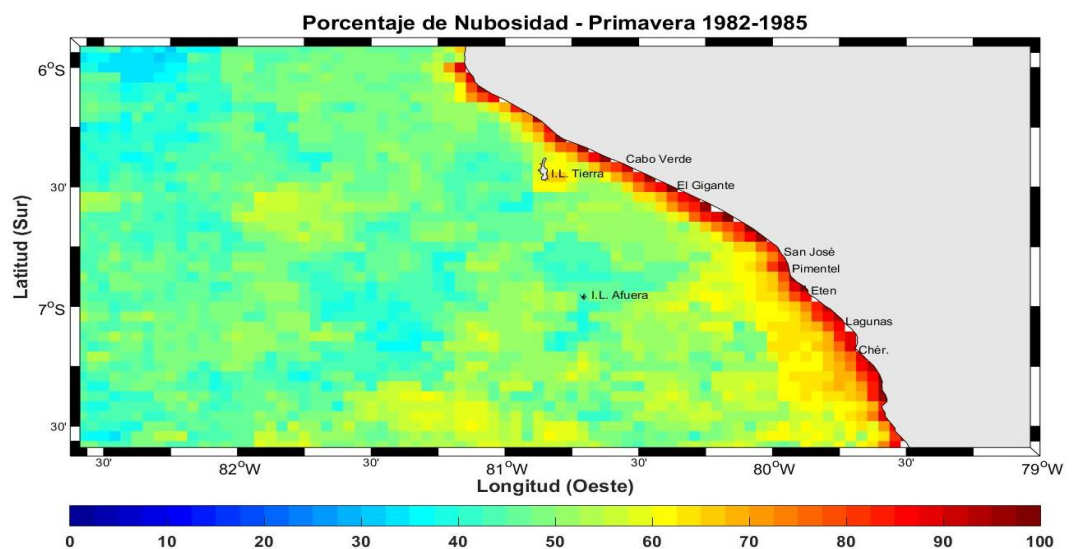 Porcentaje de Nubosidad - Primavera 1982-1985
6°S
Cabo Verde
I.L. Tierra
30'
El Gigante
Latitud (Sur)
San José
Pimentel
Eten
I.L. Afuera
7°S
Lagunas
Chér.
30'
30' 82°W 30' 81°W 30' 80°W 30' 79°W
Longitud (Oeste)
0 10 20 30 40 50 60 70 80 90 100